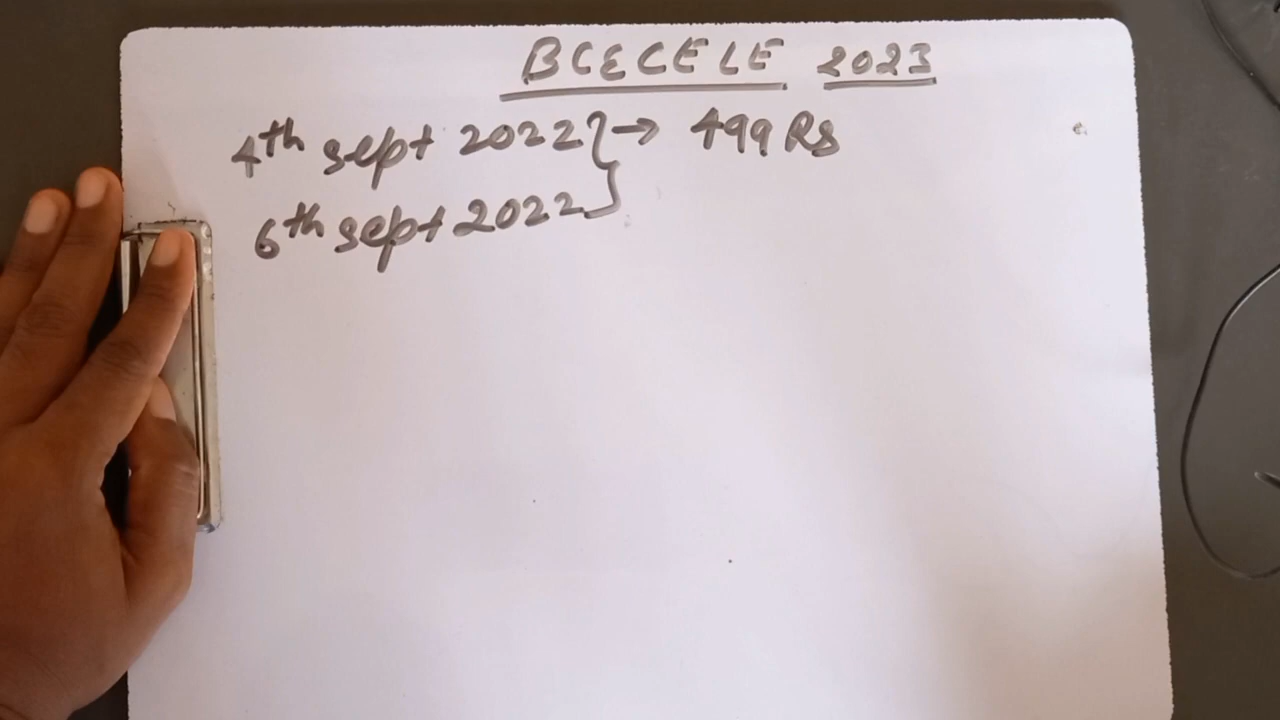 BCECELE 2023
4th sept 2022 } → 499 Rs
6th sept 2022